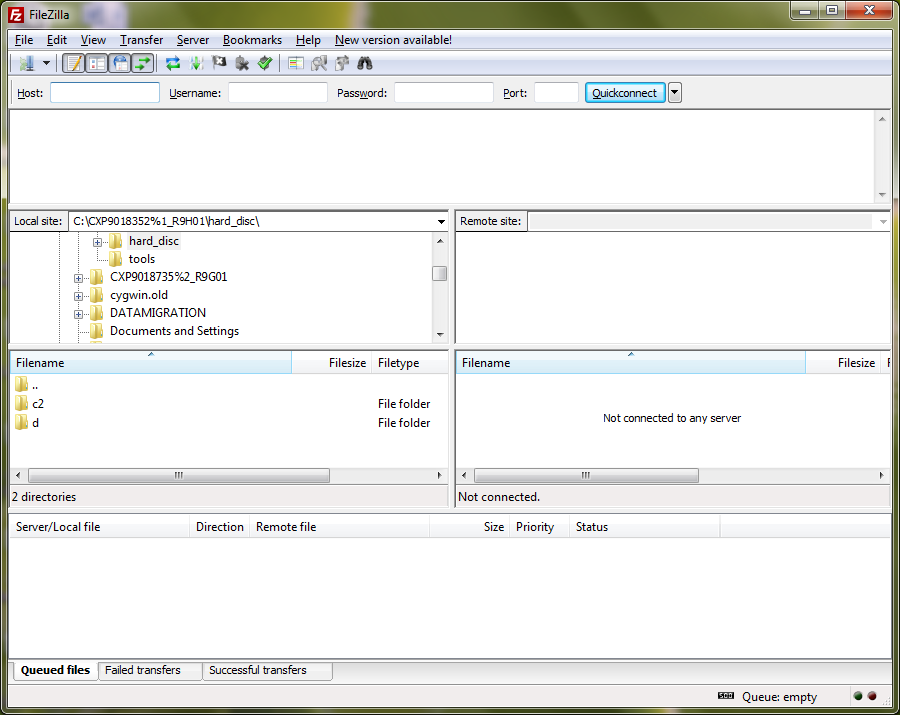 FileZilla
File Edit View Transfer Server Bookmarks Help New version available!
Host: Username: Password: Port: Quickconnect
Local site: C:\CXP9018352%1_R9H01\hard_disc\
Remote site:
hard_disc
tools
CXP9018735%2_R9G01
cygwin.old
DATAMIGRATION
Documents and Settings
Filename Filesize Filetype
..
c2 File folder
d File folder
2 directories
Filename Filesize F
Not connected to any server
Not connected.
Server/Local file Direction Remote file Size Priority Status
Queued files Failed transfers Successful transfers
Queue: empty